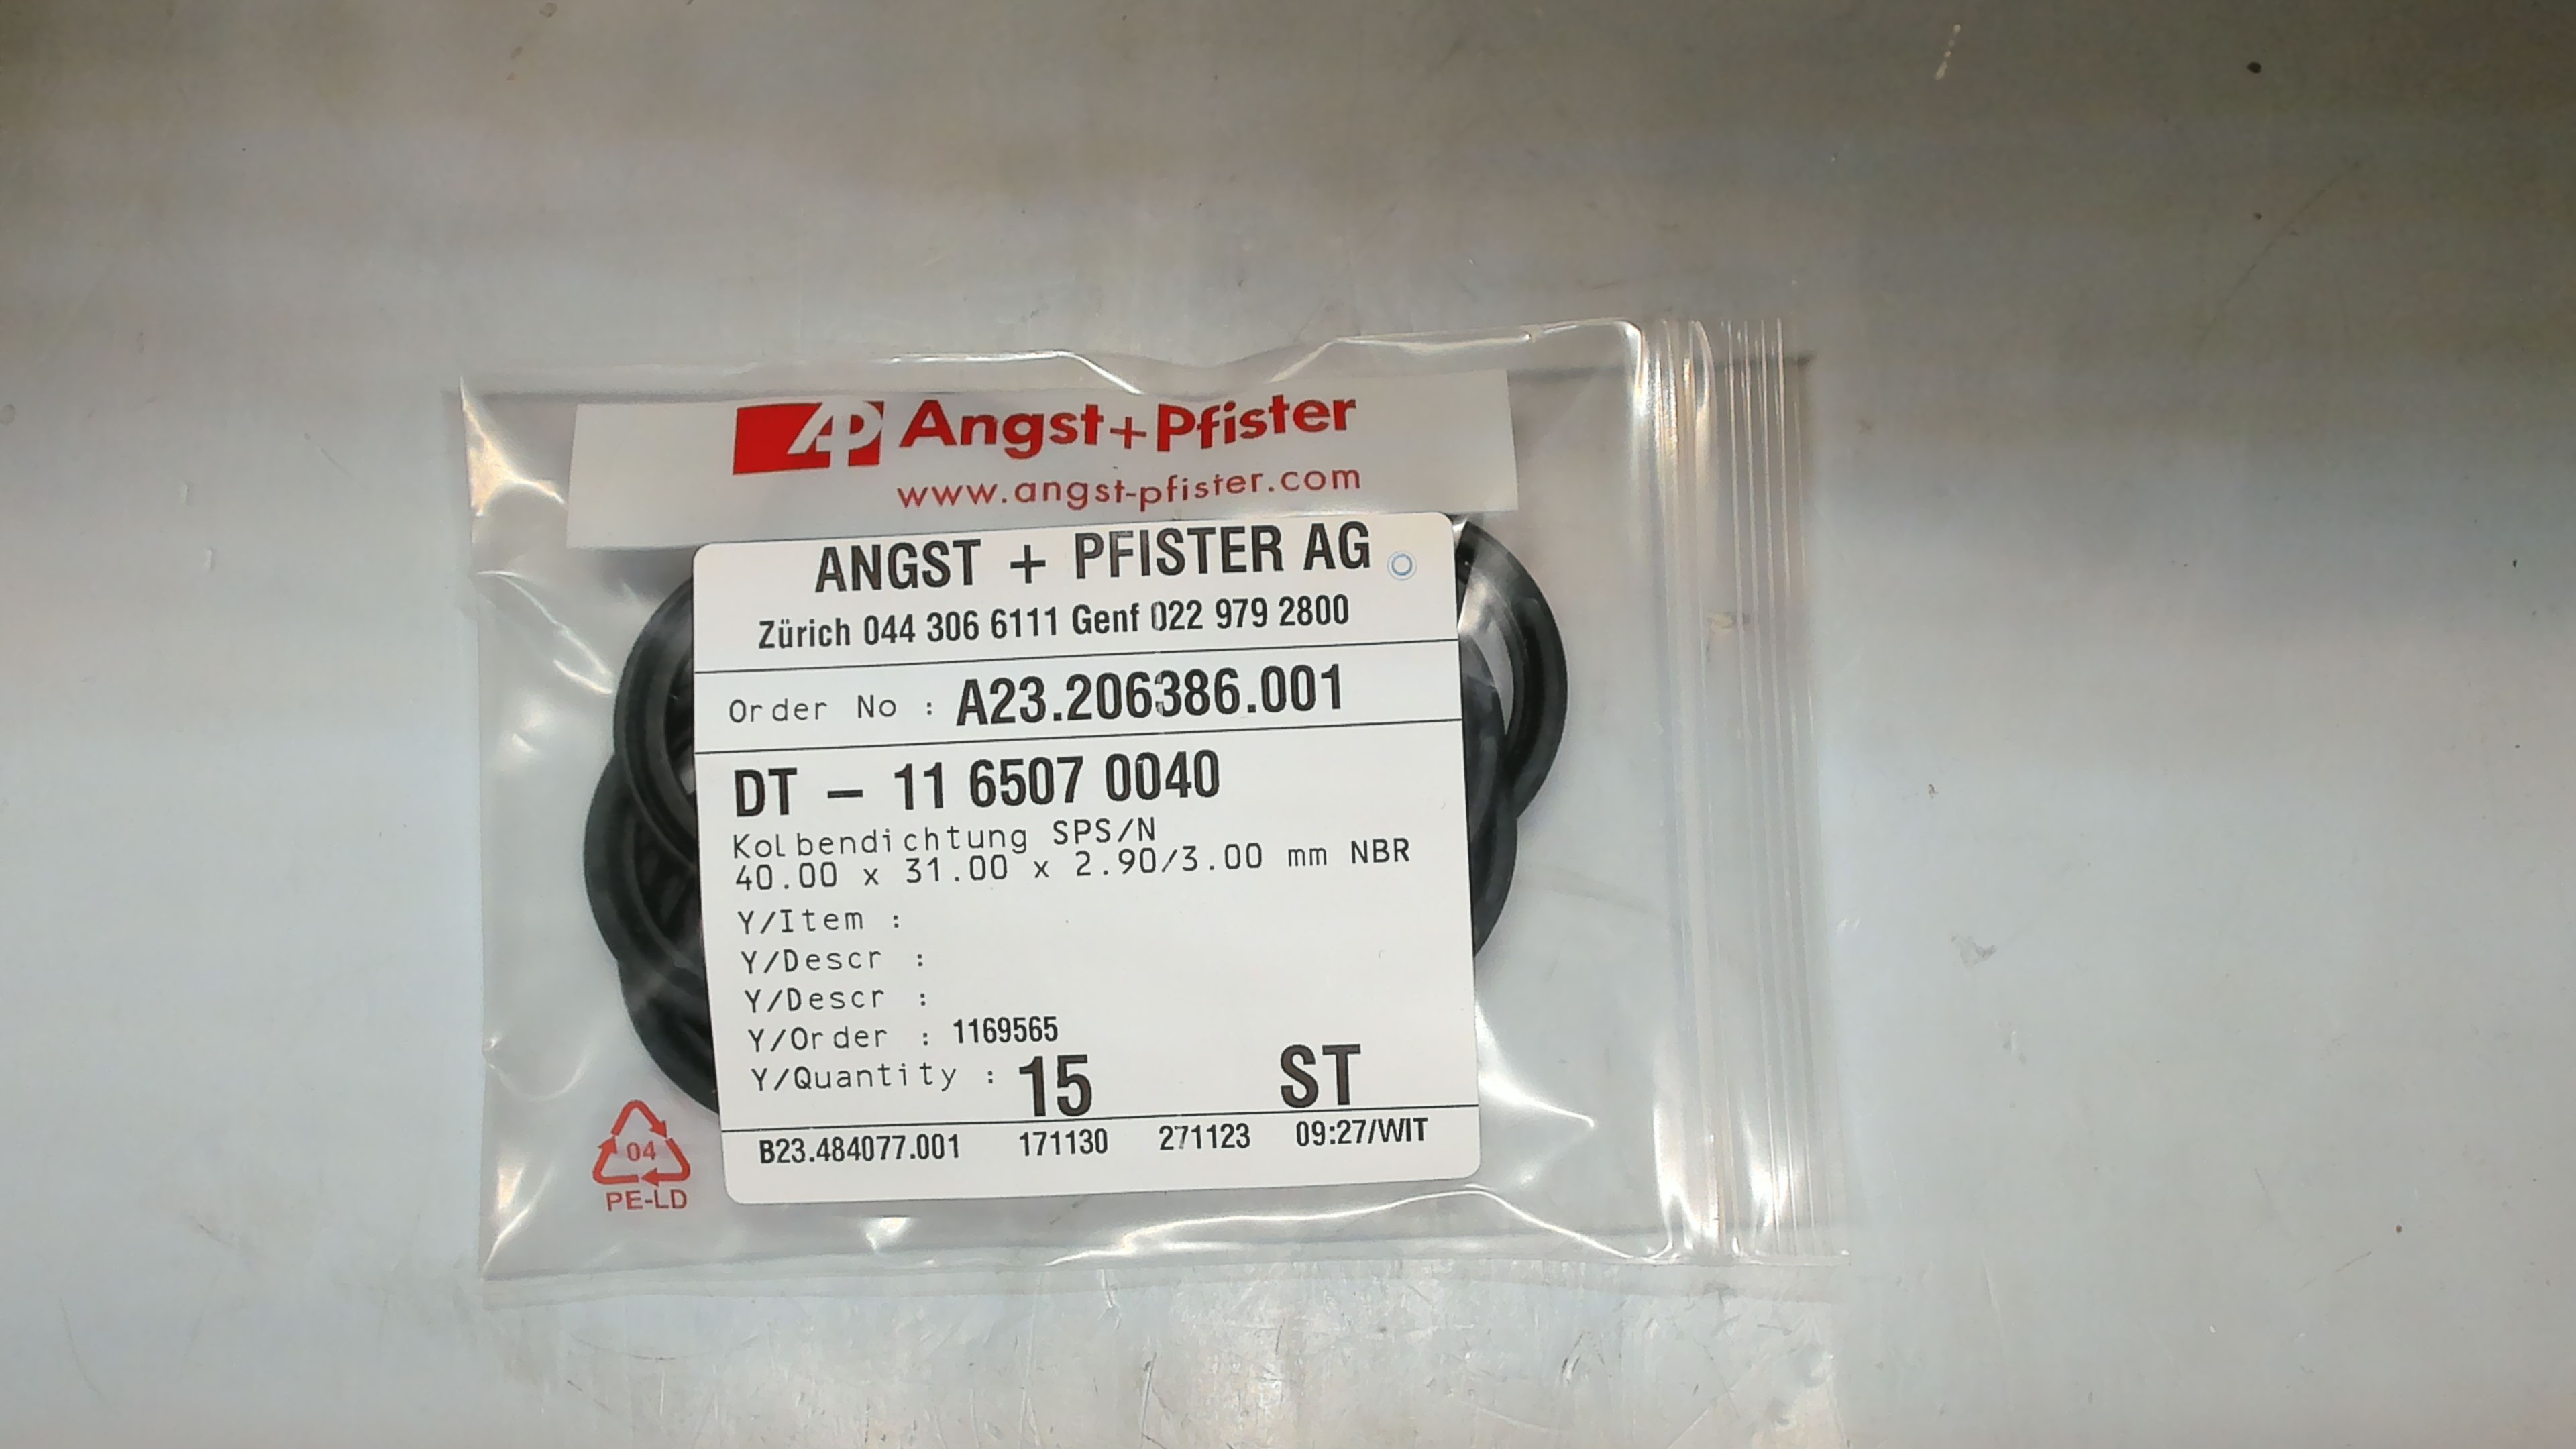 AP Angst+Pfister
www.angst-pfister.com
ANGST + PFISTER AG
Zürich 044 306 6111 Genf 022 979 2800
Order No : A23.206386.001
DT - 11 6507 0040
Kolbendichtung SPS/N
40.00 x 31.00 x 2.90/3.00 mm NBR
Y/Item :
Y/Descr :
Y/Descr :
Y/Order : 1169565
Y/Quantity : 15 ST
B23.484077.001 171130 271123 09:27/WIT
04
PE-LD